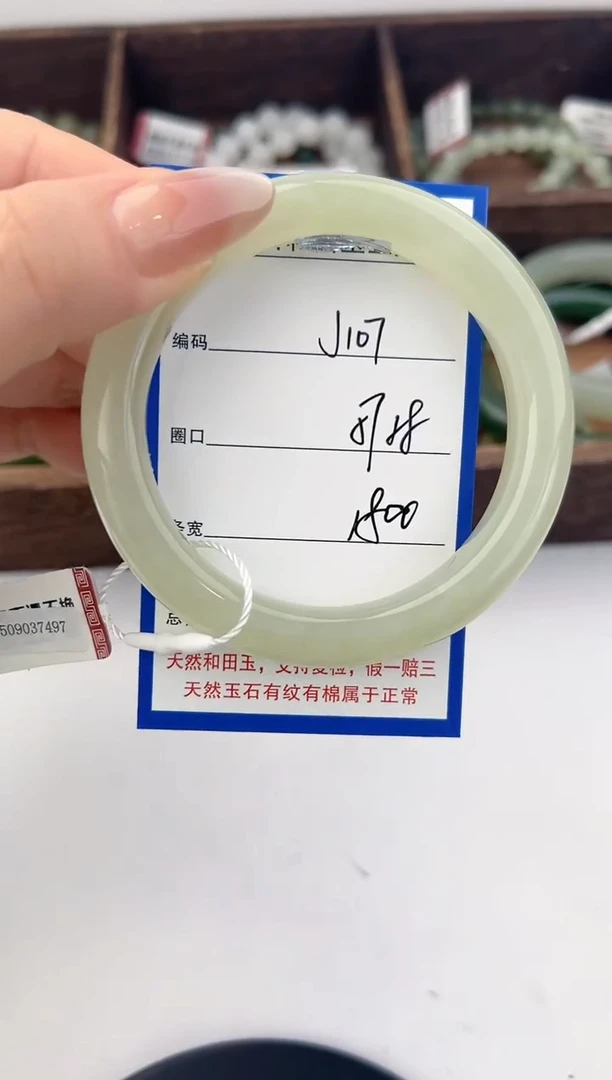 编码 J107
圈口
宽 1800
509037497
天然和田玉，支持复检，假一赔三
天然玉石有纹有棉属于正常